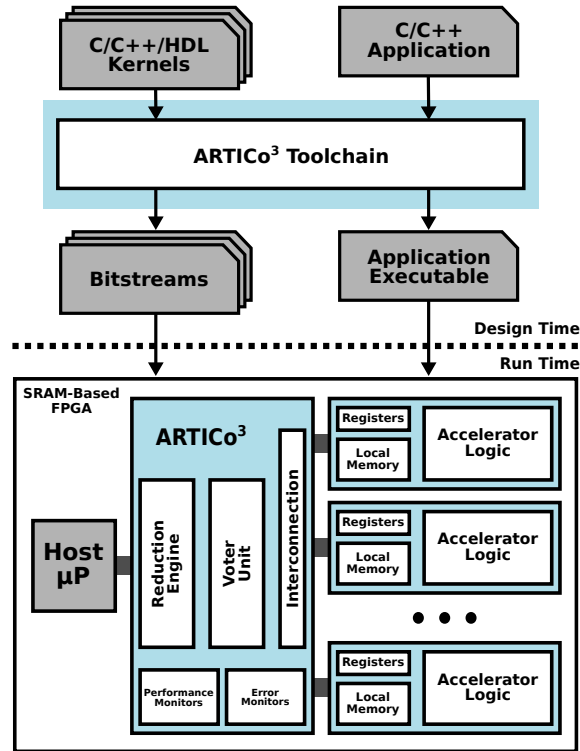 C/C++/HDL
Kernels
C/C++
Application
ARTICo³ Toolchain
Bitstreams
Application
Executable
Design Time
Run Time
SRAM-Based
FPGA
ARTICo³
Host
µP
Reduction
Engine
Voter
Unit
Interconnection
Performance
Monitors
Error
Monitors
Registers
Local
Memory
Accelerator
Logic
Registers
Local
Memory
Accelerator
Logic
Registers
Local
Memory
Accelerator
Logic